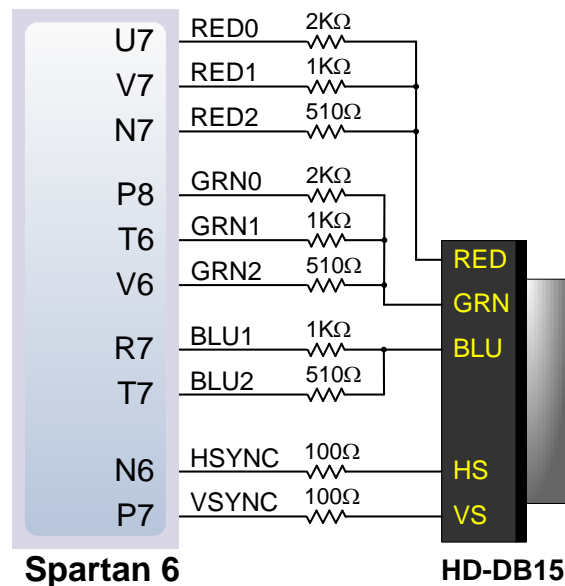 U7 RED0 2KΩ
V7 RED1 1KΩ
N7 RED2 510Ω
P8 GRN0 2KΩ
T6 GRN1 1KΩ
V6 GRN2 510Ω
RED
GRN
R7 BLU1 1KΩ BLU
T7 BLU2 510Ω
N6 HSYNC 100Ω HS
P7 VSYNC 100Ω VS
Spartan 6 HD-DB15